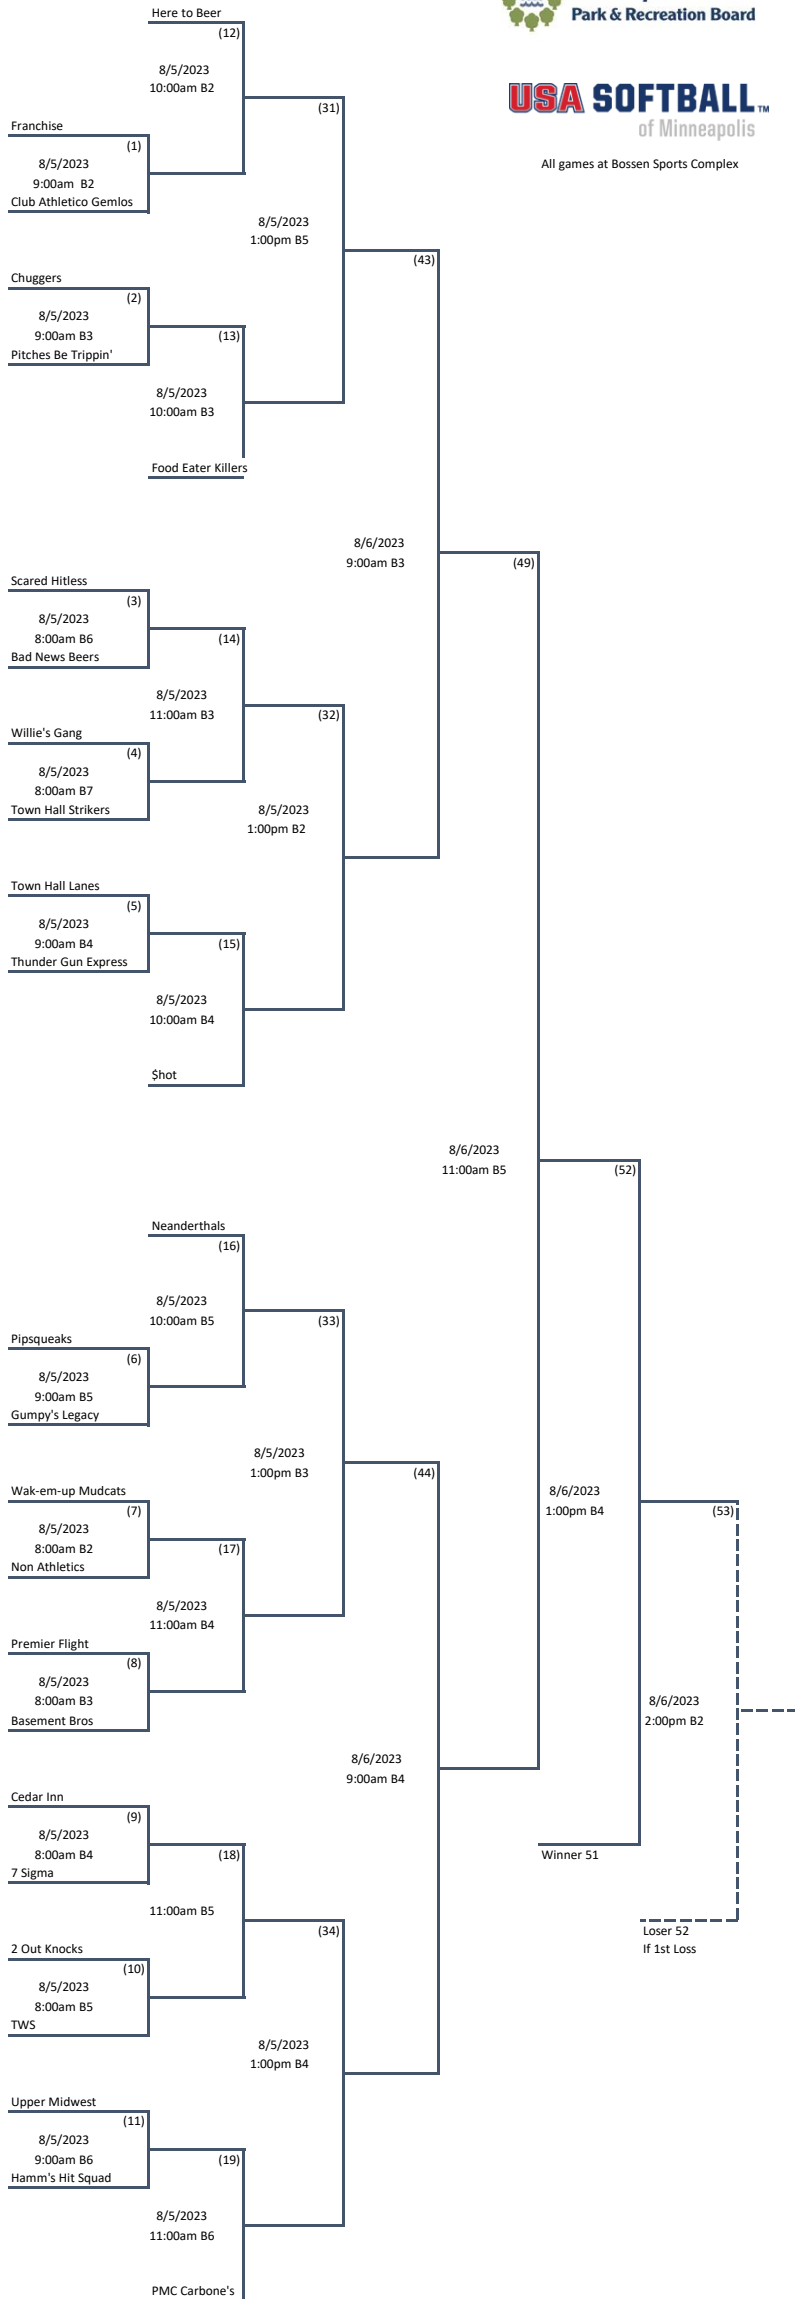 Here to Beer
Park & Recreation Board
(12)
8/5/2023
10:00am B2
USA SOFTBALL™
(31)
of Minneapolis
Franchise
(1)
8/5/2023
9:00am B2
All games at Bossen Sports Complex
Club Athletico Gemlos
8/5/2023
1:00pm B5
(43)
Chuggers
(2)
8/5/2023
9:00am B3
(13)
Pitches Be Trippin'
8/5/2023
10:00am B3
Food Eater Killers
8/6/2023
9:00am B3
(49)
Scared Hitless
(3)
8/5/2023
8:00am B6
(14)
Bad News Beers
8/5/2023
11:00am B3
(32)
Willie's Gang
(4)
8/5/2023
8:00am B7
Town Hall Strikers
8/5/2023
1:00pm B2
Town Hall Lanes
(5)
8/5/2023
9:00am B4
(15)
Thunder Gun Express
8/5/2023
10:00am B4
$hot
8/6/2023
11:00am B5
(52)
Neanderthals
(16)
8/5/2023
10:00am B5
(33)
Pipsqueaks
(6)
8/5/2023
9:00am B5
Gumpy's Legacy
8/5/2023
1:00pm B3
(44)
Wak-em-up Mudcats
(7)
8/5/2023
8:00am B2
(17)
Non Athletics
8/6/2023
1:00pm B4
(53)
8/5/2023
11:00am B4
Premier Flight
(8)
8/5/2023
8:00am B3
Basement Bros
8/6/2023
2:00pm B2
8/6/2023
9:00am B4
Cedar Inn
(9)
8/5/2023
8:00am B4
(18)
7 Sigma
Winner 51
11:00am B5
(34)
Loser 52
If 1st Loss
2 Out Knocks
(10)
8/5/2023
8:00am B5
TWS
8/5/2023
1:00pm B4
Upper Midwest
(11)
8/5/2023
9:00am B6
(19)
Hamm's Hit Squad
8/5/2023
11:00am B6
PMC Carbone's